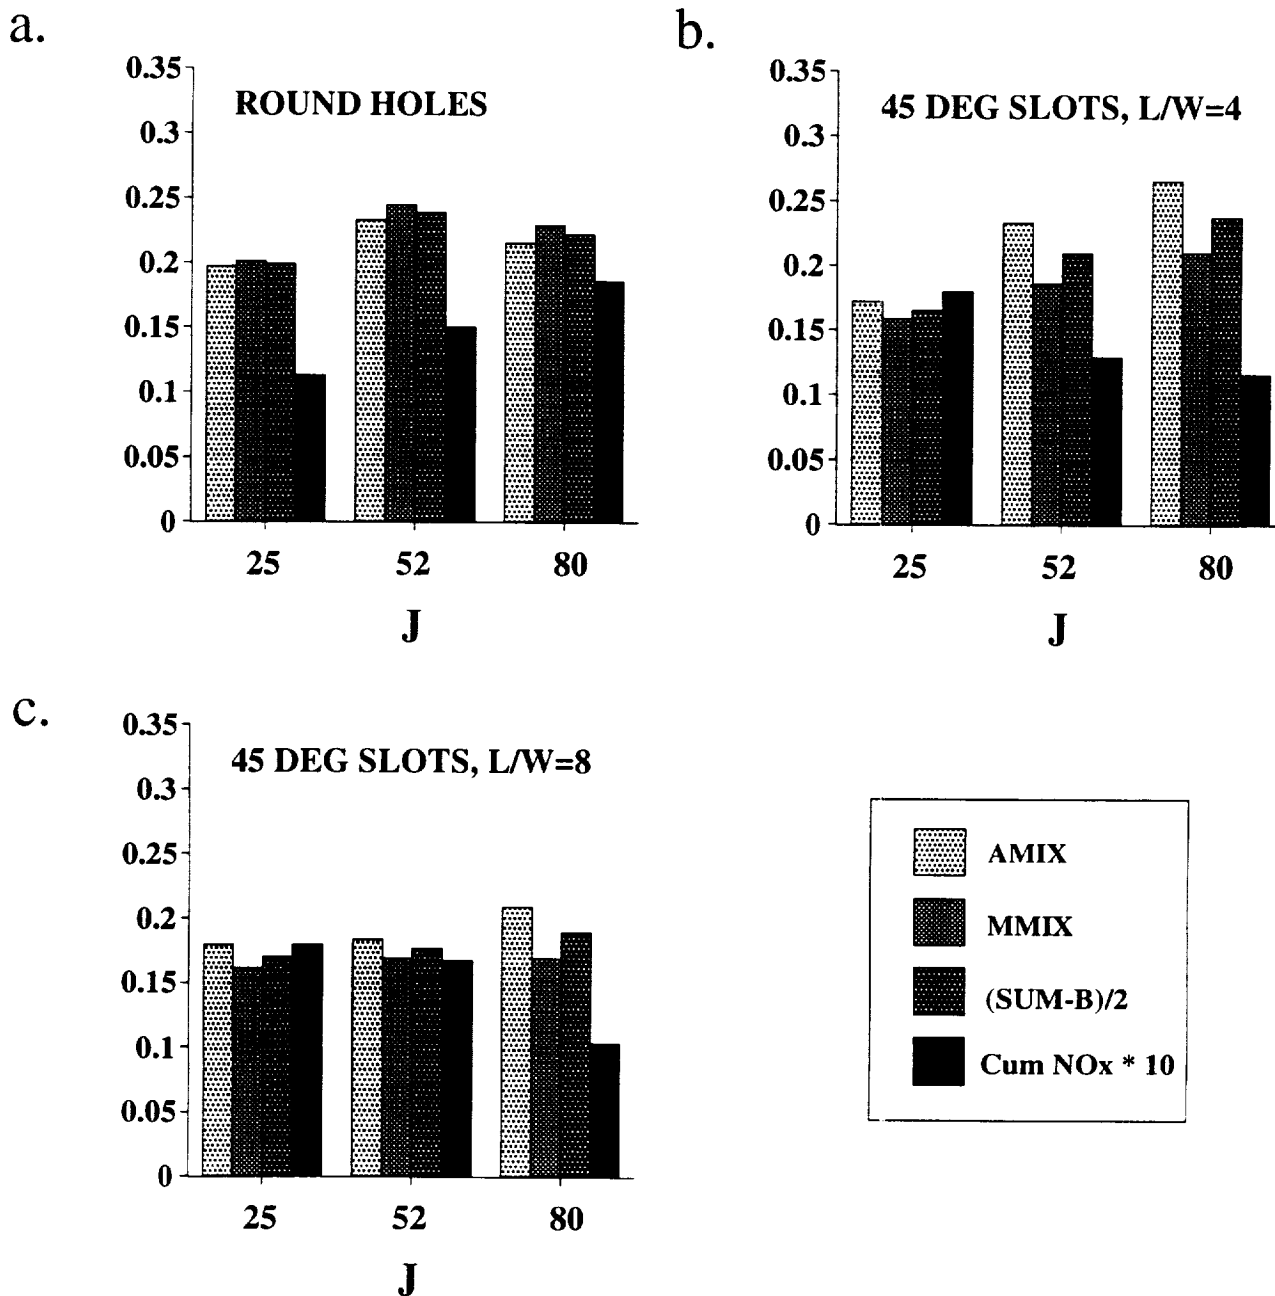 a.
ROUND HOLES
0.35
0.3
0.25
0.2
0.15
0.1
0.05
0
25 52 80
J
b.
45 DEG SLOTS, L/W=4
0.35
0.3
0.25
0.2
0.15
0.1
0.05
0
25 52 80
J
c.
45 DEG SLOTS, L/W=8
0.35
0.3
0.25
0.2
0.15
0.1
0.05
0
25 52 80
J
AMIX
MMIX
(SUM-B)/2
Cum NOx * 10